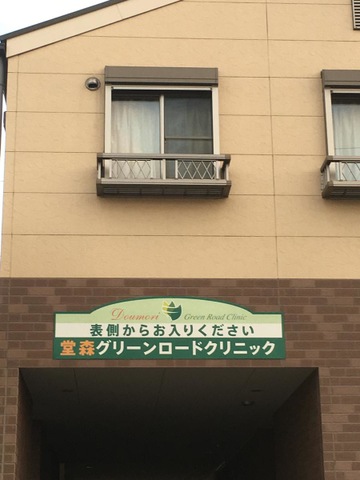 Doumori Green Road Clinic
表側からお入りください
堂森グリーンロードクリニック